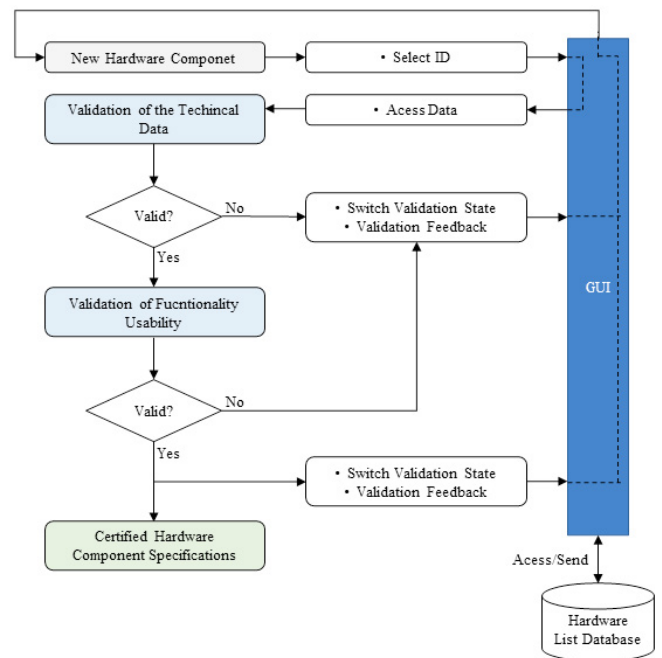 New Hardware Componet
• Select ID
Validation of the Techincal
Data
• Acess Data
Valid?
No
• Switch Validation State
• Validation Feedback
Yes
GUI
Validation of Fucntionality
Usability
Valid?
No
Yes
• Switch Validation State
• Validation Feedback
Certified Hardware
Component Specifications
Acess/Send
Hardware
List Database